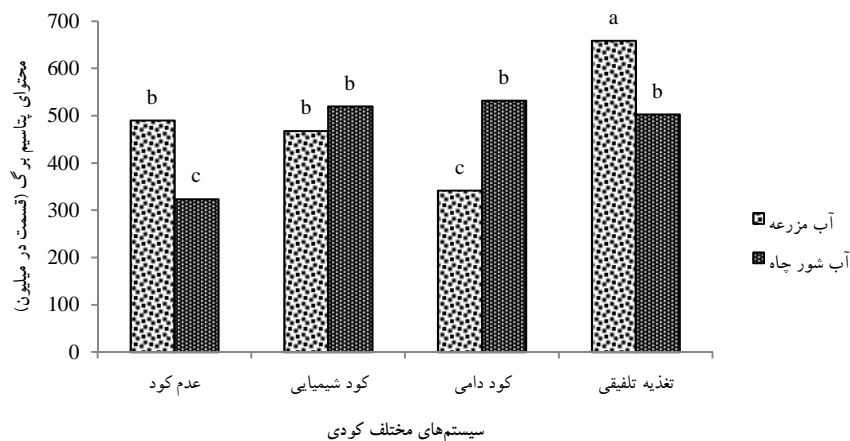 محتوای پتاسیم برگ (قسمت در میلیون)
700
600
500
400
300
200
100
0
b
c
b
b
c
b
a
b
عدم کود
کود شیمیایی
کود دامی
تغذیه تلفیقی
سیستم‌های مختلف کودی
آب مزرعه
آب شور چاه